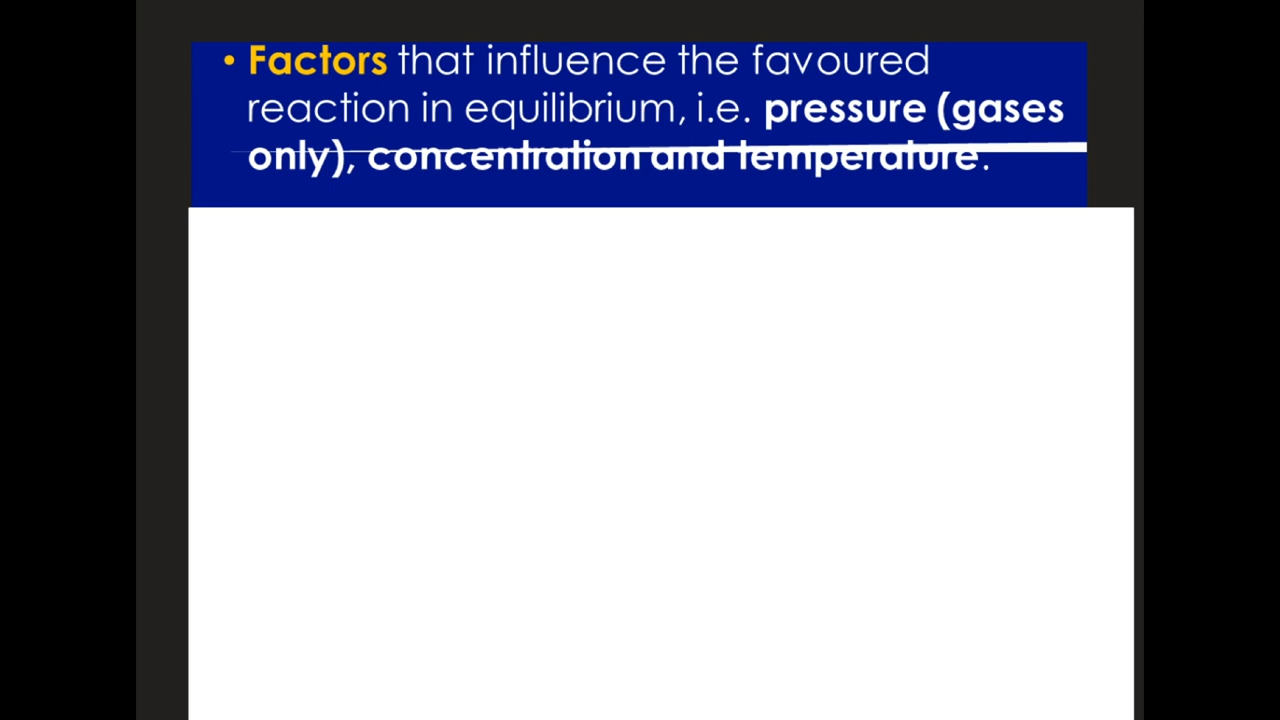 • Factors that influence the favoured
reaction in equilibrium, i.e. pressure (gases
only), concentration and temperature.